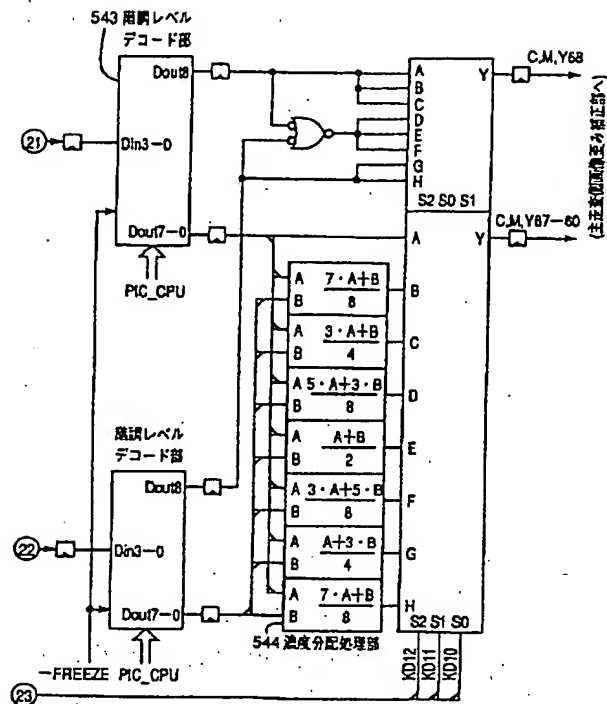 543 階調レベル
デコード部
Dout8
21
Din3-0
Dout7-0
PIC_CPU
A
B
C
D
E
F
G
H
Y
S2 S0 S1
C,M,Y68
(主走査倍画像歪み補正部へ)
A
Y
C,M,Y67-60
A
B
7・A+B
8
B
A
B
3・A+B
4
C
A
B
5・A+3・B
8
D
A
B
A+B
2
E
A
B
3・A+5・B
8
F
A
B
A+3・B
4
G
A
B
7・A+B
8
H
S2 S1 S0
KD12
KD11
KD10
階調レベル
デコード部
Dout8
22
Din3-0
Dout7-0
544 濃度分配処理部
-FREEZE PIC_CPU
23